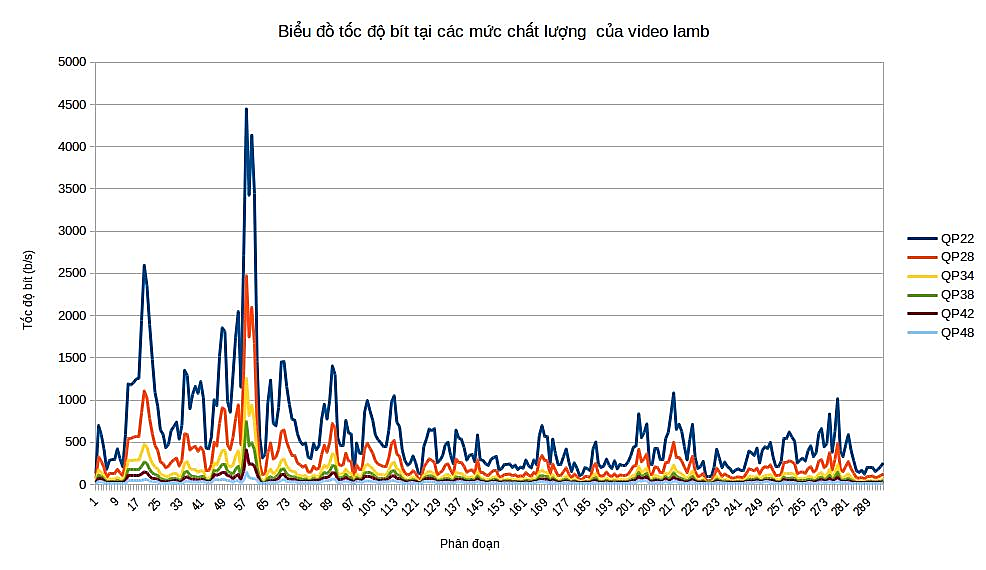 Biểu đồ tốc độ bít tại các mức chất lượng của video lamb
5000
4500
4000
3500
3000
2500
2000
1500
1000
500
0
Tốc độ bít (b/s)
1 9 17 25 33 41 49 57 65 73 81 89 97 105 113 121 129 137 145 153 161 169 177 185 193 201 209 217 225 233 241 249 257 265 273 281 289
Phân đoạn
QP22
QP28
QP34
QP38
QP42
QP48